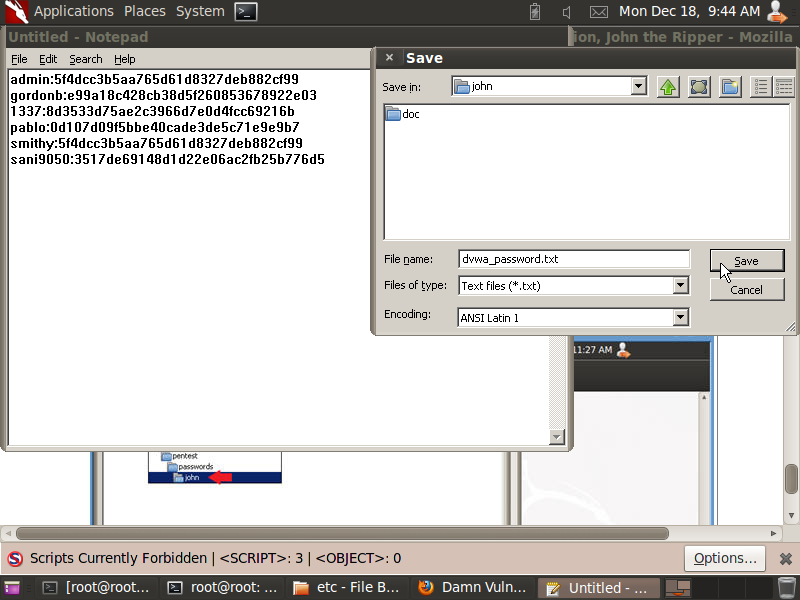 Applications Places System
Mon Dec 18, 9:44 AM
Untitled - Notepad
ion, John the Ripper - Mozilla
File Edit Search Help
admin:5f4dcc3b5aa765d61d8327deb882cf99
gordonb:e99a18c428cb38d5f260853678922e03
1337:8d3533d75ae2c3966d7e0d4fcc69216b
pablo:0d107d09f5bbe40cade3de5c71e9e9b7
smithy:5f4dcc3b5aa765d61d8327deb882cf99
sani9050:3517de69148d1d22e06ac2fb25b776d5
Save
Save in: john
doc
File name: dvwa_password.txt
Save
Files of type: Text files (*.txt)
Cancel
Encoding: ANSI Latin 1
11:27 AM
pentest
passwords
john
Scripts Currently Forbidden | <SCRIPT>: 3 | <OBJECT>: 0
Options...
[root@root...
root@root: ...
etc - File B...
Damn Vuln...
Untitled - ...